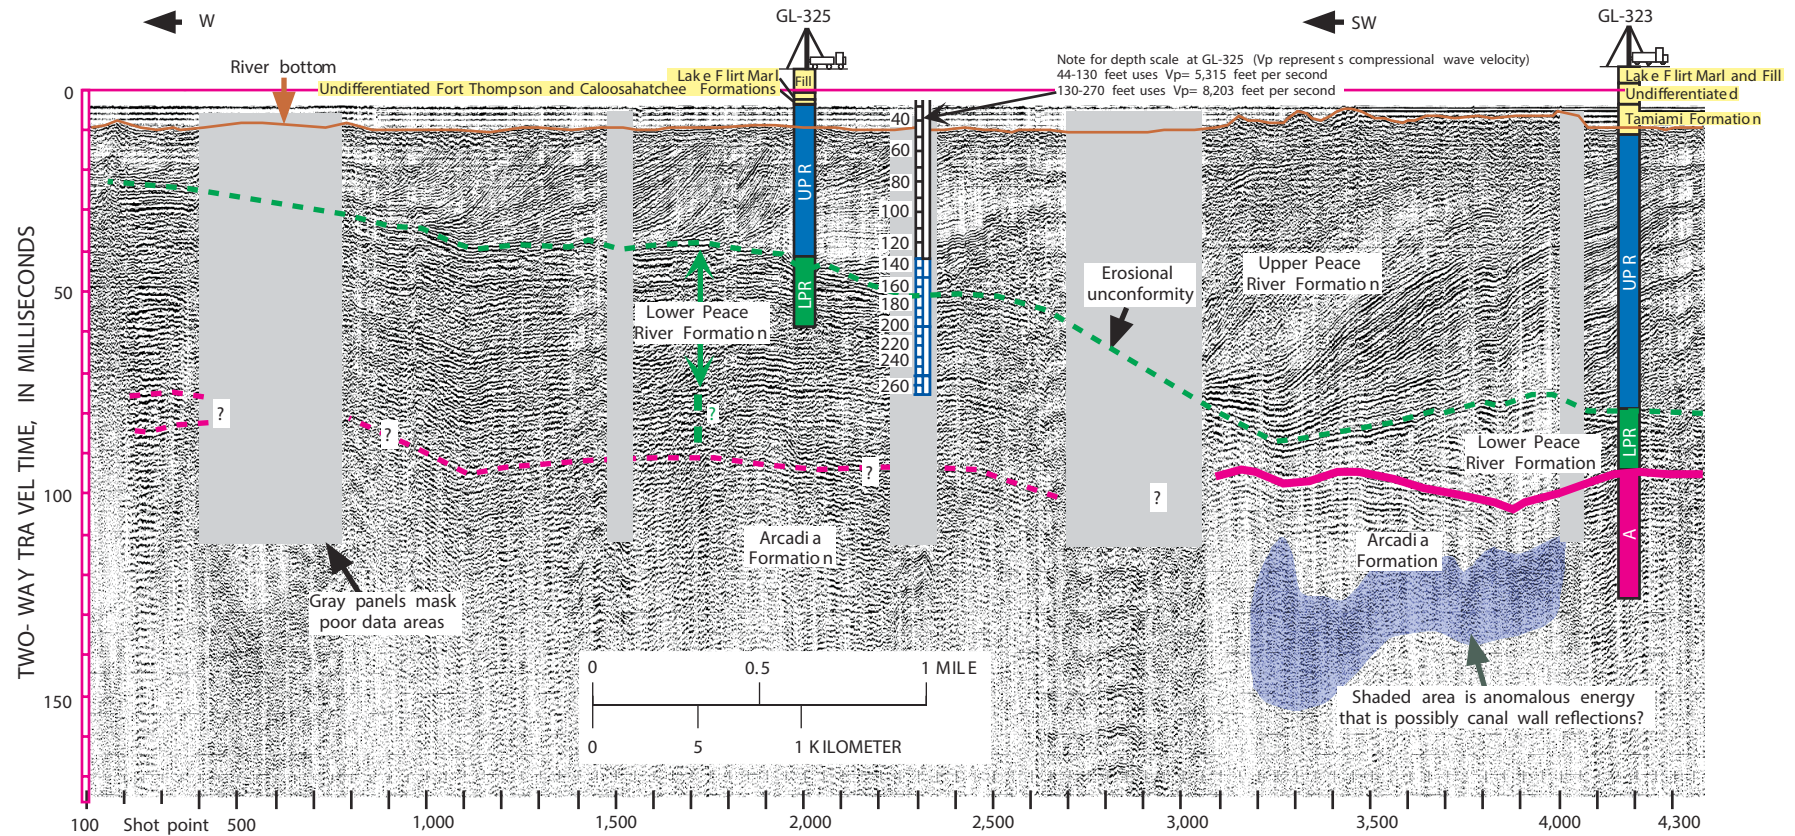 W
GL-325
SW
GL-323
River bottom
Note for depth scale at GL-325 (Vp represents compressional wave velocity)
44-130 feet uses Vp= 5,315 feet per second
130-270 feet uses Vp= 8,203 feet per second
Lake Flirt Marl
Undifferentiated Fort Thompson and Caloosahatchee Formations
Fill
Lake Flirt Marl and Fill
Undifferentiated
Tamiami Formation
0
50
100
150
TWO-WAY TRAVEL TIME, IN MILLISECONDS
40
60
80
100
120
140
160
180
200
220
240
260
UPR
LPR
UPR
LPR
A
Erosional
unconformity
Upper Peace
River Formation
Lower Peace
River Formation
Lower Peace
River Formation
?
?
?
?
?
Arcadia
Formation
Arcadia
Formation
Gray panels mask
poor data areas
0 0.5 1 MILE
0 5 1 KILOMETER
Shaded area is anomalous energy
that is possibly canal wall reflections?
100 Shot point 500 1,000 1,500 2,000 2,500 3,000 3,500 4,000 4,300